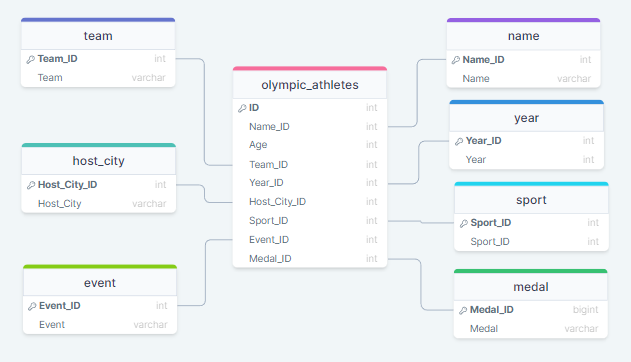 team
Team_ID int
Team varchar
host_city
Host_City_ID int
Host_City varchar
event
Event_ID int
Event varchar
olympic_athletes
ID int
Name_ID int
Age int
Team_ID int
Year_ID int
Host_City_ID int
Sport_ID int
Event_ID int
Medal_ID int
name
Name_ID int
Name varchar
year
Year_ID int
Year int
sport
Sport_ID int
Sport_ID int
medal
Medal_ID bigint
Medal varchar